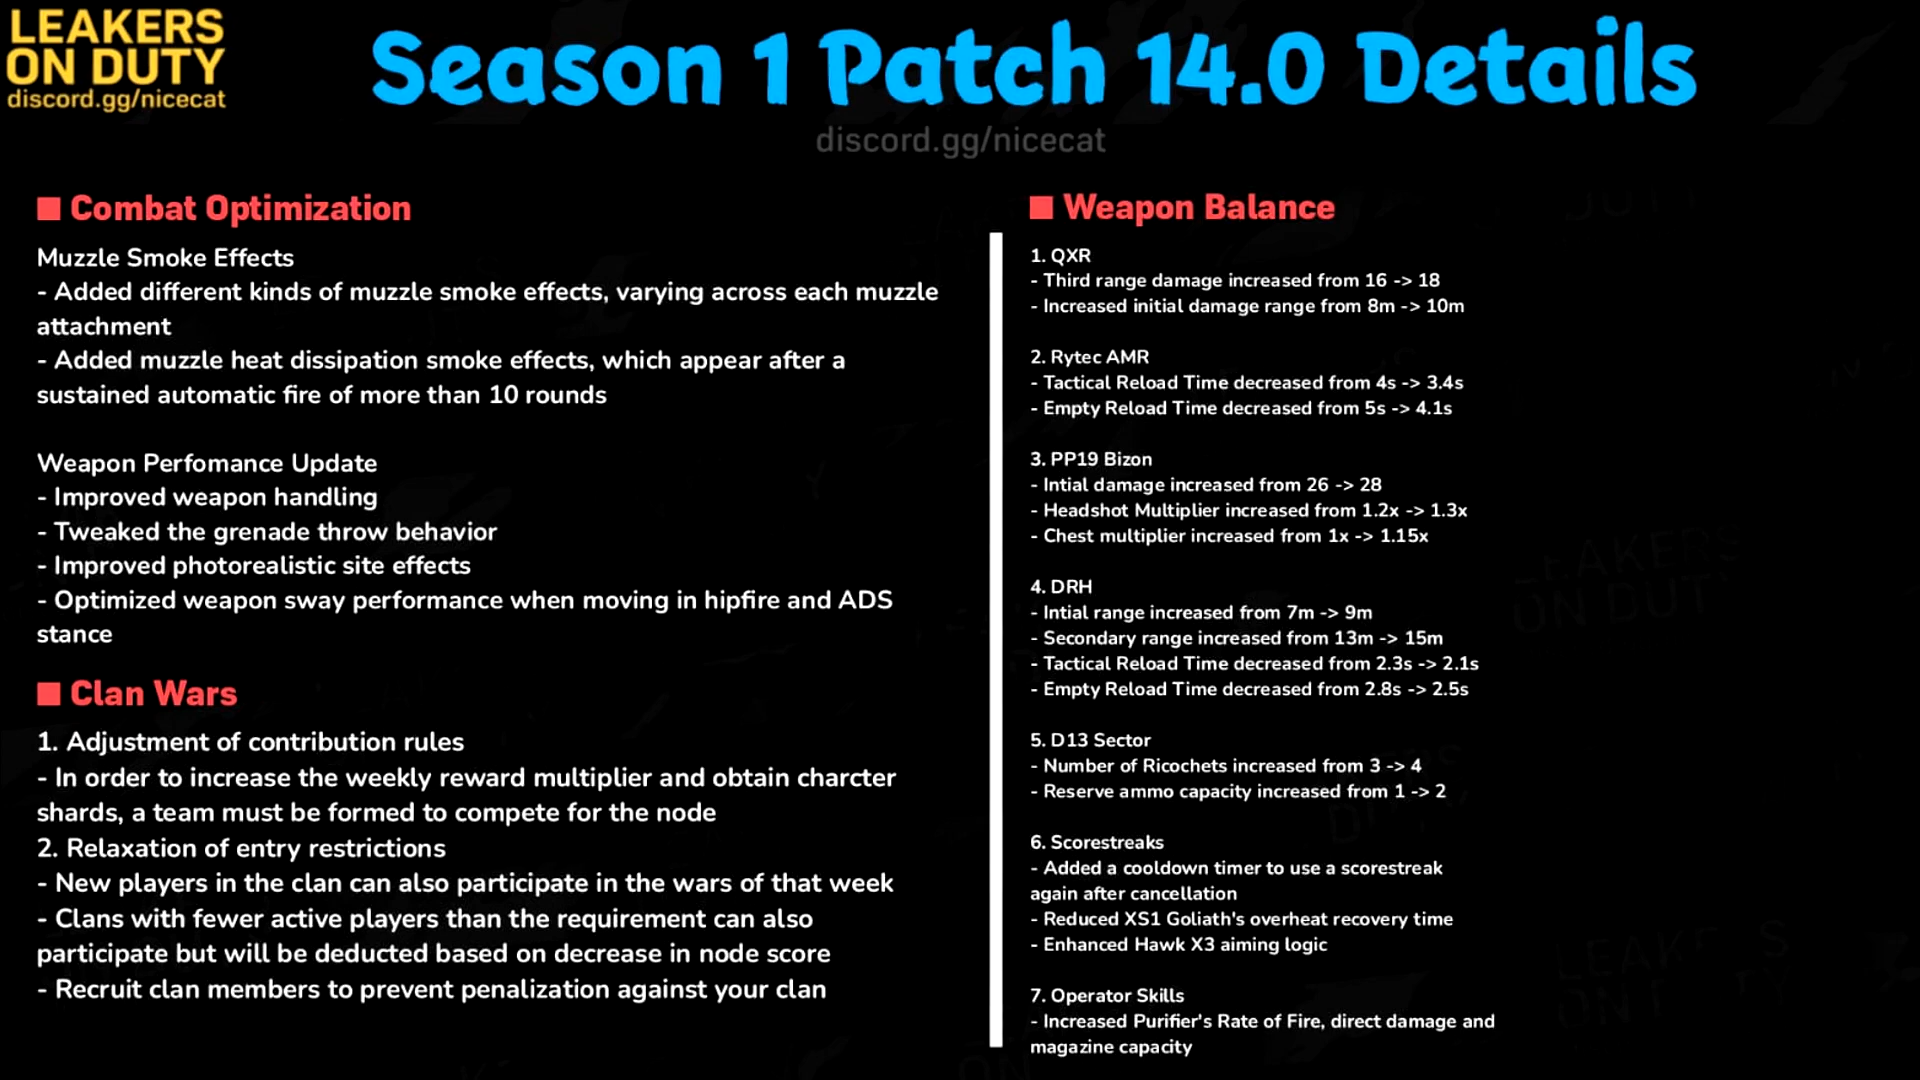 LEAKERS
ON DUTY
discord.gg/nicecat
Season 1 Patch 14.0 Details
discord.gg/nicecat
Combat Optimization
Muzzle Smoke Effects
- Added different kinds of muzzle smoke effects, varying across each muzzle
attachment
- Added muzzle heat dissipation smoke effects, which appear after a
sustained automatic fire of more than 10 rounds
Weapon Perfomance Update
- Improved weapon handling
- Tweaked the grenade throw behavior
- Improved photorealistic site effects
- Optimized weapon sway performance when moving in hipfire and ADS
stance
Clan Wars
1. Adjustment of contribution rules
- In order to increase the weekly reward multiplier and obtain charcter
shards, a team must be formed to compete for the node
2. Relaxation of entry restrictions
- New players in the clan can also participate in the wars of that week
- Clans with fewer active players than the requirement can also
participate but will be deducted based on decrease in node score
- Recruit clan members to prevent penalization against your clan
Weapon Balance
1. QXR
- Third range damage increased from 16 -> 18
- Increased initial damage range from 8m -> 10m
2. Rytec AMR
- Tactical Reload Time decreased from 4s -> 3.4s
- Empty Reload Time decreased from 5s -> 4.1s
3. PP19 Bizon
- Intial damage increased from 26 -> 28
- Headshot Multiplier increased from 1.2x -> 1.3x
- Chest multiplier increased from 1x -> 1.15x
4. DRH
- Intial range increased from 7m -> 9m
- Secondary range increased from 13m -> 15m
- Tactical Reload Time decreased from 2.3s -> 2.1s
- Empty Reload Time decreased from 2.8s -> 2.5s
5. D13 Sector
- Number of Ricochets increased from 3 -> 4
- Reserve ammo capacity increased from 1 -> 2
6. Scorestreaks
- Added a cooldown timer to use a scorestreak
again after cancellation
- Reduced XS1 Goliath's overheat recovery time
- Enhanced Hawk X3 aiming logic
7. Operator Skills
- Increased Purifier's Rate of Fire, direct damage and
magazine capacity